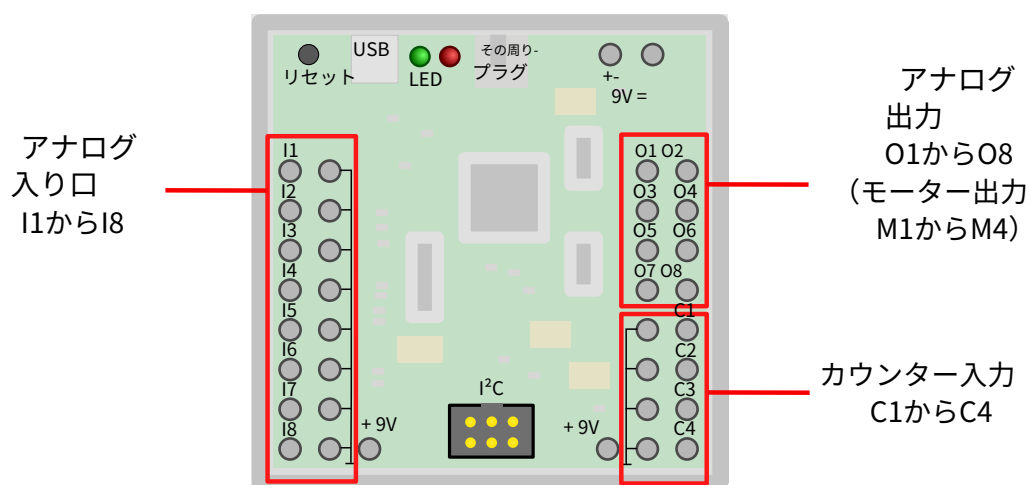 USB
リセット
LED
その周り-
プラグ
+-
9V =
アナログ
入り口
I1からI8
I1
I2
I3
I4
I5
I6
I7
I8
+ 9V
I²C
+ 9V
O1 O2
O3 O4
O5 O6
O7 O8
C1
C2
C3
C4
アナログ
出力
O1からO8
（モーター出力
M1からM4）
カウンター入力
C1からC4